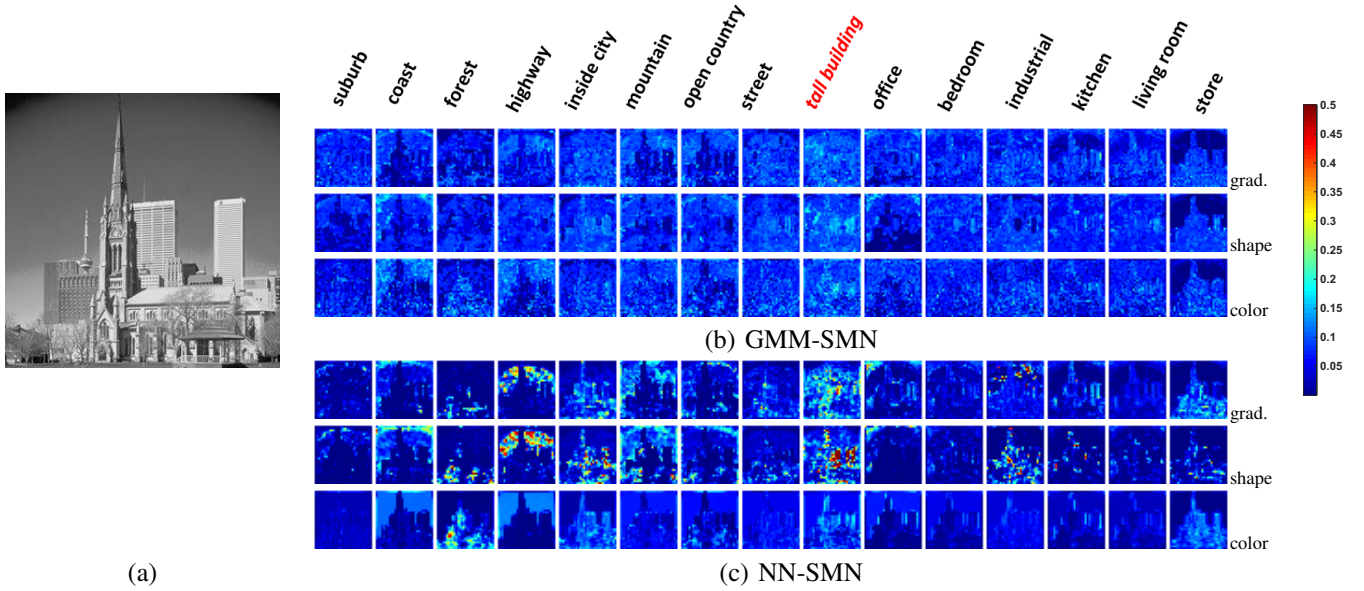 suburb
coast
forest
highway
inside city
mountain
open country
street
tall building
office
bedroom
industrial
kitchen
living room
store
grad.
shape
color
(b) GMM-SMN
grad.
shape
color
(a)
(c) NN-SMN
0.5
0.45
0.4
0.35
0.3
0.25
0.2
0.15
0.1
0.05